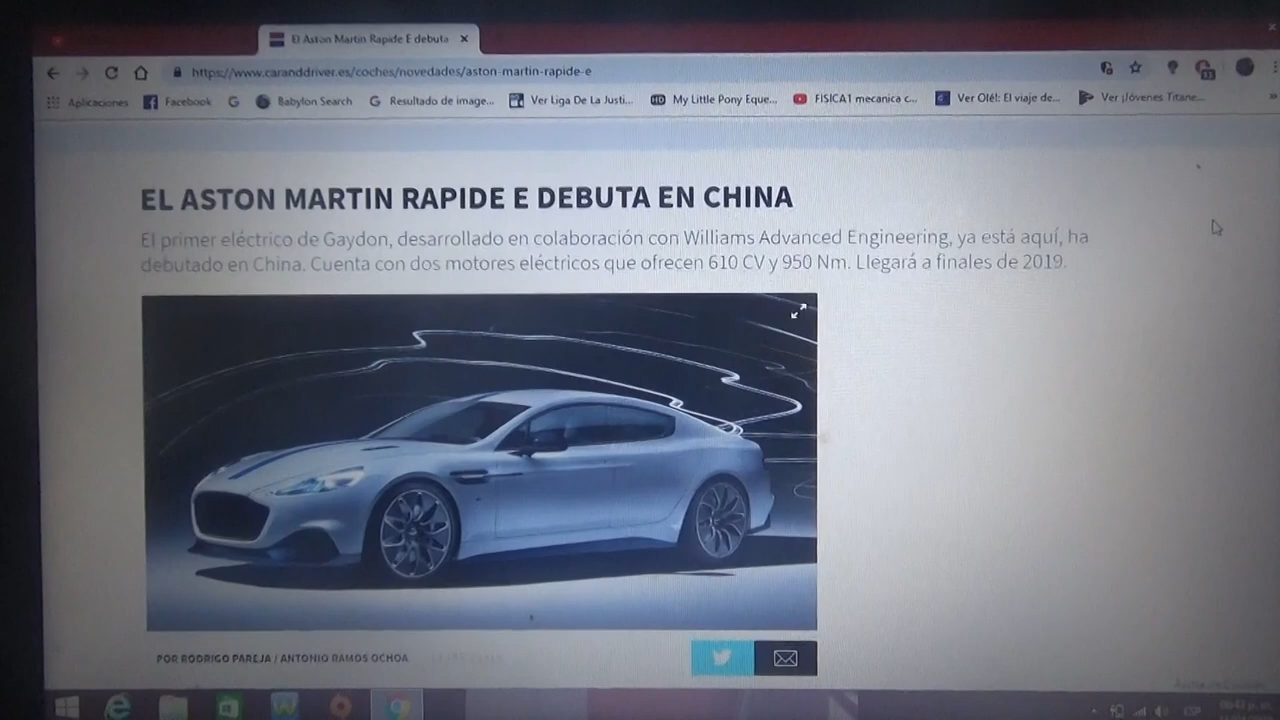 El Aston Martin Rapide E debuta
https://www.caranddriver.es/coches/novedades/aston-martin-rapide-e
Aplicaciones Facebook Babylon Search Resultado de image... Ver Liga De La Justi... My Little Pony Eque... FISICA1 mecanica c... Ver Olé!: El viaje de... Ver ¡Jóvenes Titane...
EL ASTON MARTIN RAPIDE E DEBUTA EN CHINA
El primer eléctrico de Gaydon, desarrollado en colaboración con Williams Advanced Engineering, ya está aquí, ha
debutado en China. Cuenta con dos motores eléctricos que ofrecen 610 CV y 950 Nm. Llegará a finales de 2019.
POR RODRIGO PAREJA / ANTONIO RAMOS OCHOA
ESP